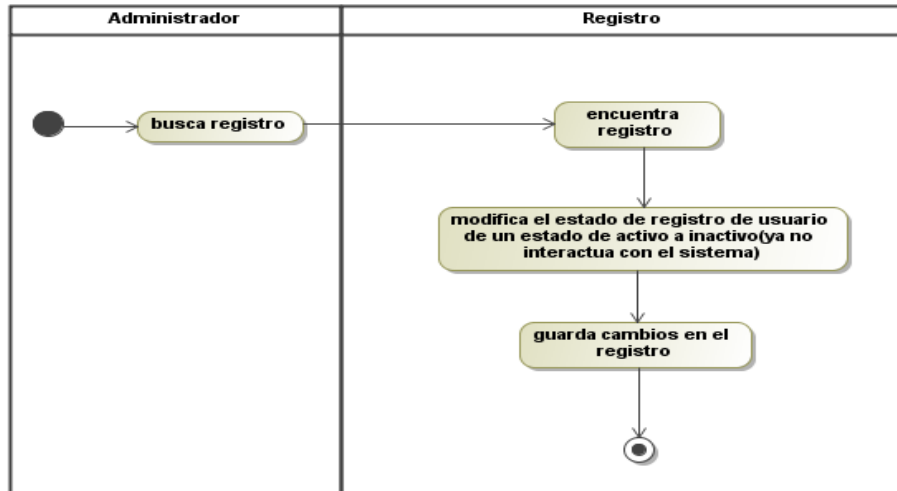 Administrador
Registro
busca registro
encuentra
registro
modifica el estado de registro de usuario
de un estado de activo a inactivo(ya no
interactua con el sistema)
guarda cambios en el
registro